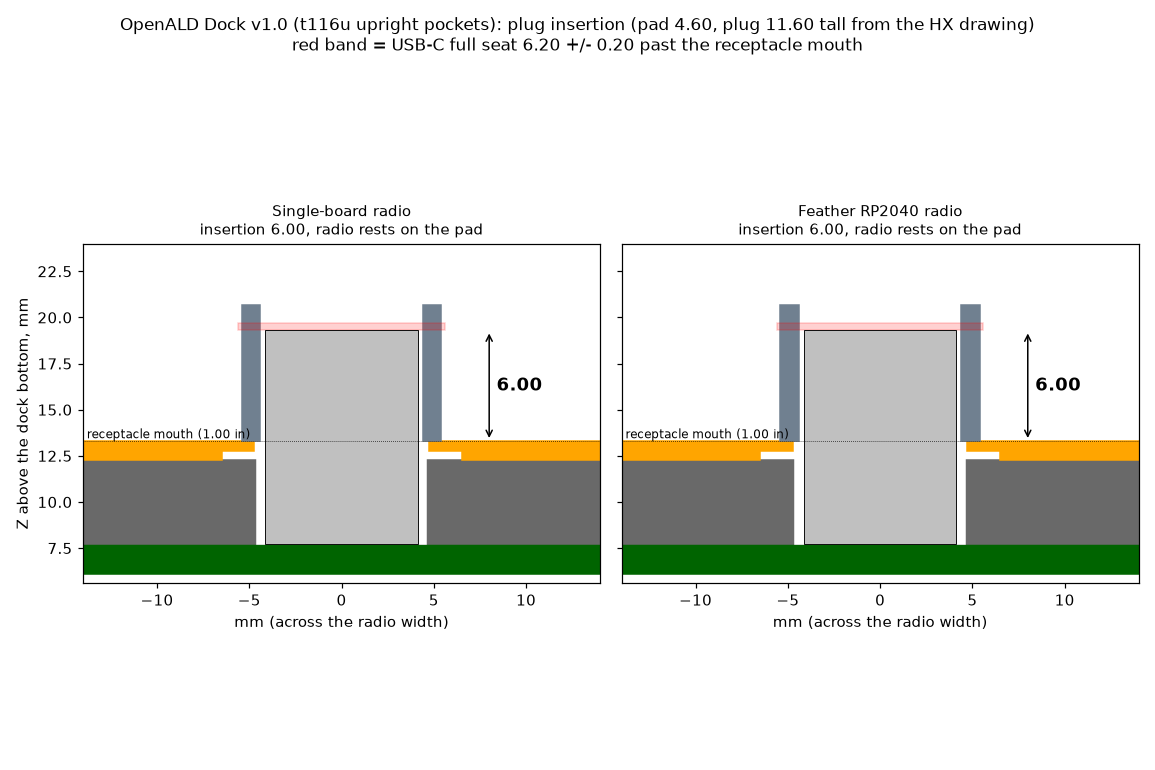 OpenALD Dock v1.0 (t116u upright pockets): plug insertion (pad 4.60, plug 11.60 tall from the HX drawing)
red band = USB-C full seat 6.20 +/- 0.20 past the receptacle mouth
Single-board radio
insertion 6.00, radio rests on the pad
Feather RP2040 radio
insertion 6.00, radio rests on the pad
Z above the dock bottom, mm
22.5
20.0
17.5
15.0
12.5
10.0
7.5
6.00
6.00
receptacle mouth (1.00 in)
receptacle mouth (1.00 in)
−10
−5
0
5
10
−10
−5
0
5
10
mm (across the radio width)
mm (across the radio width)